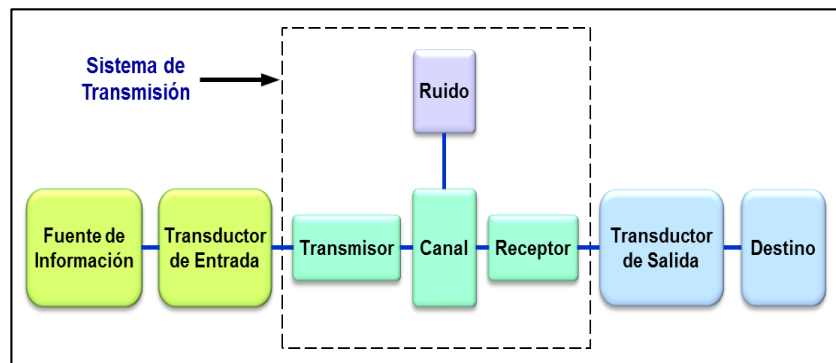 Sistema de
Transmisión
Ruido
Fuente de
Información
Transductor
de Entrada
Transmisor
Canal
Receptor
Transductor
de Salida
Destino